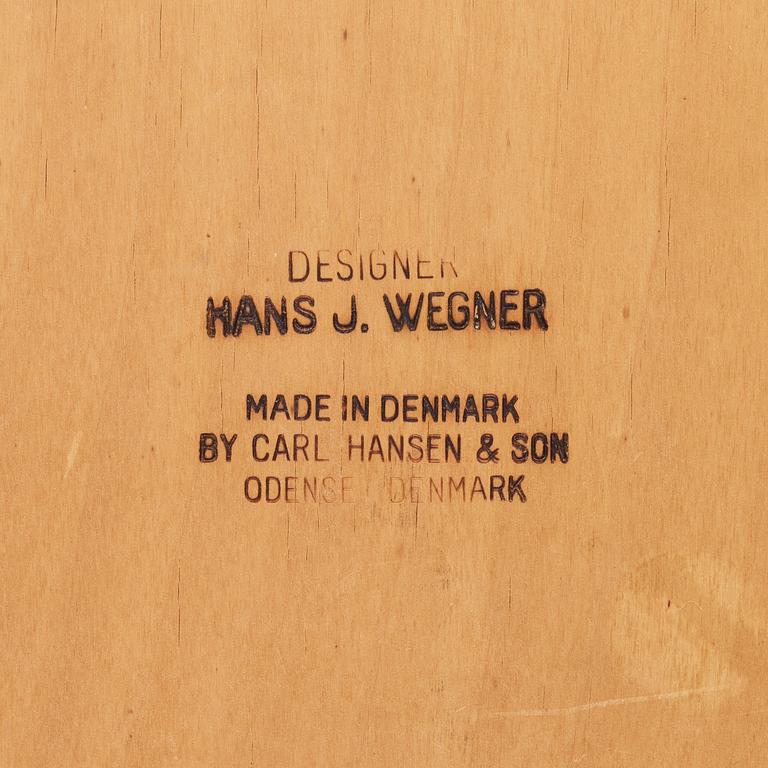 DESIGNER
HANS J. WEGNER
MADE IN DENMARK
BY CARL HANSEN & SON
ODENSE DENMARK